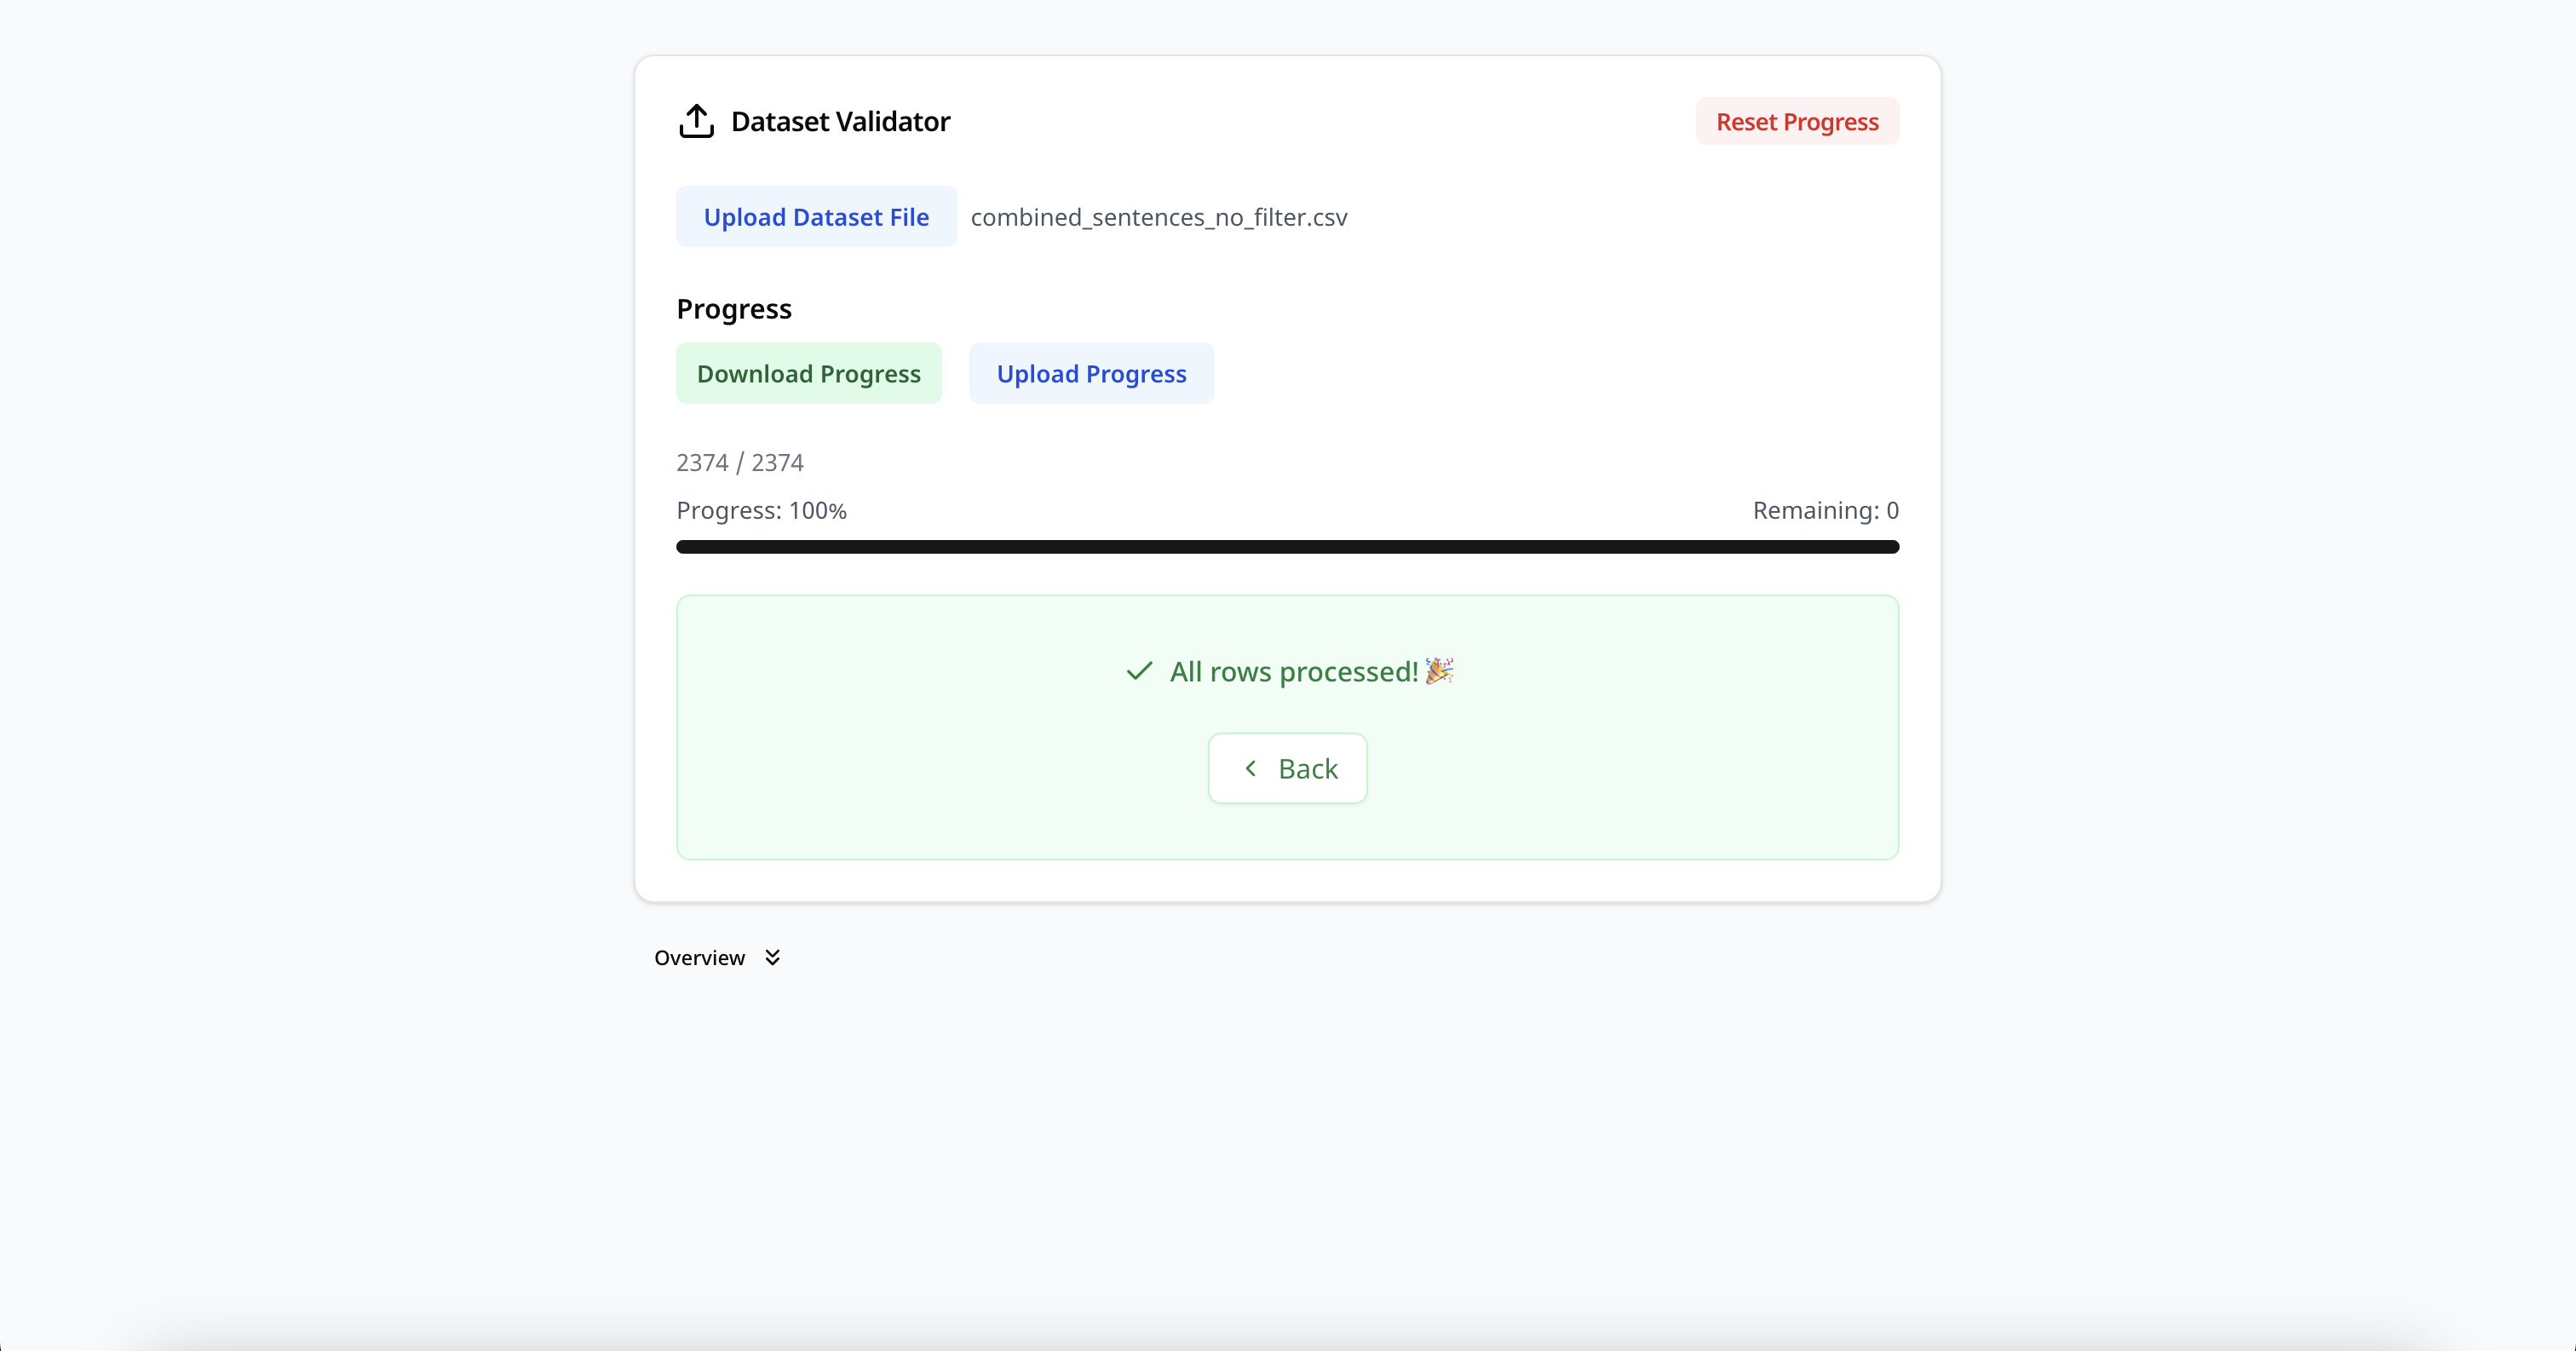 Dataset Validator
Reset Progress
Upload Dataset File
combined_sentences_no_filter.csv
Progress
Download Progress
Upload Progress
2374 / 2374
Progress: 100%
Remaining: 0
All rows processed! 🎉
Back
Overview